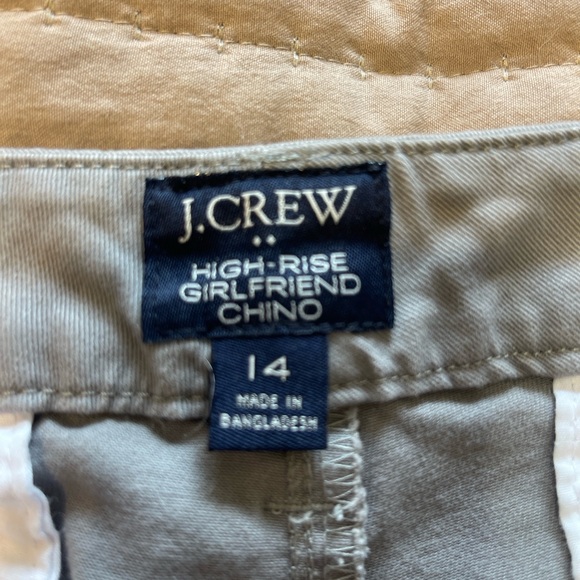 J.CREW
HIGH-RISE
GIRLFRIEND
CHINO
14
MADE IN
BANGLADESH